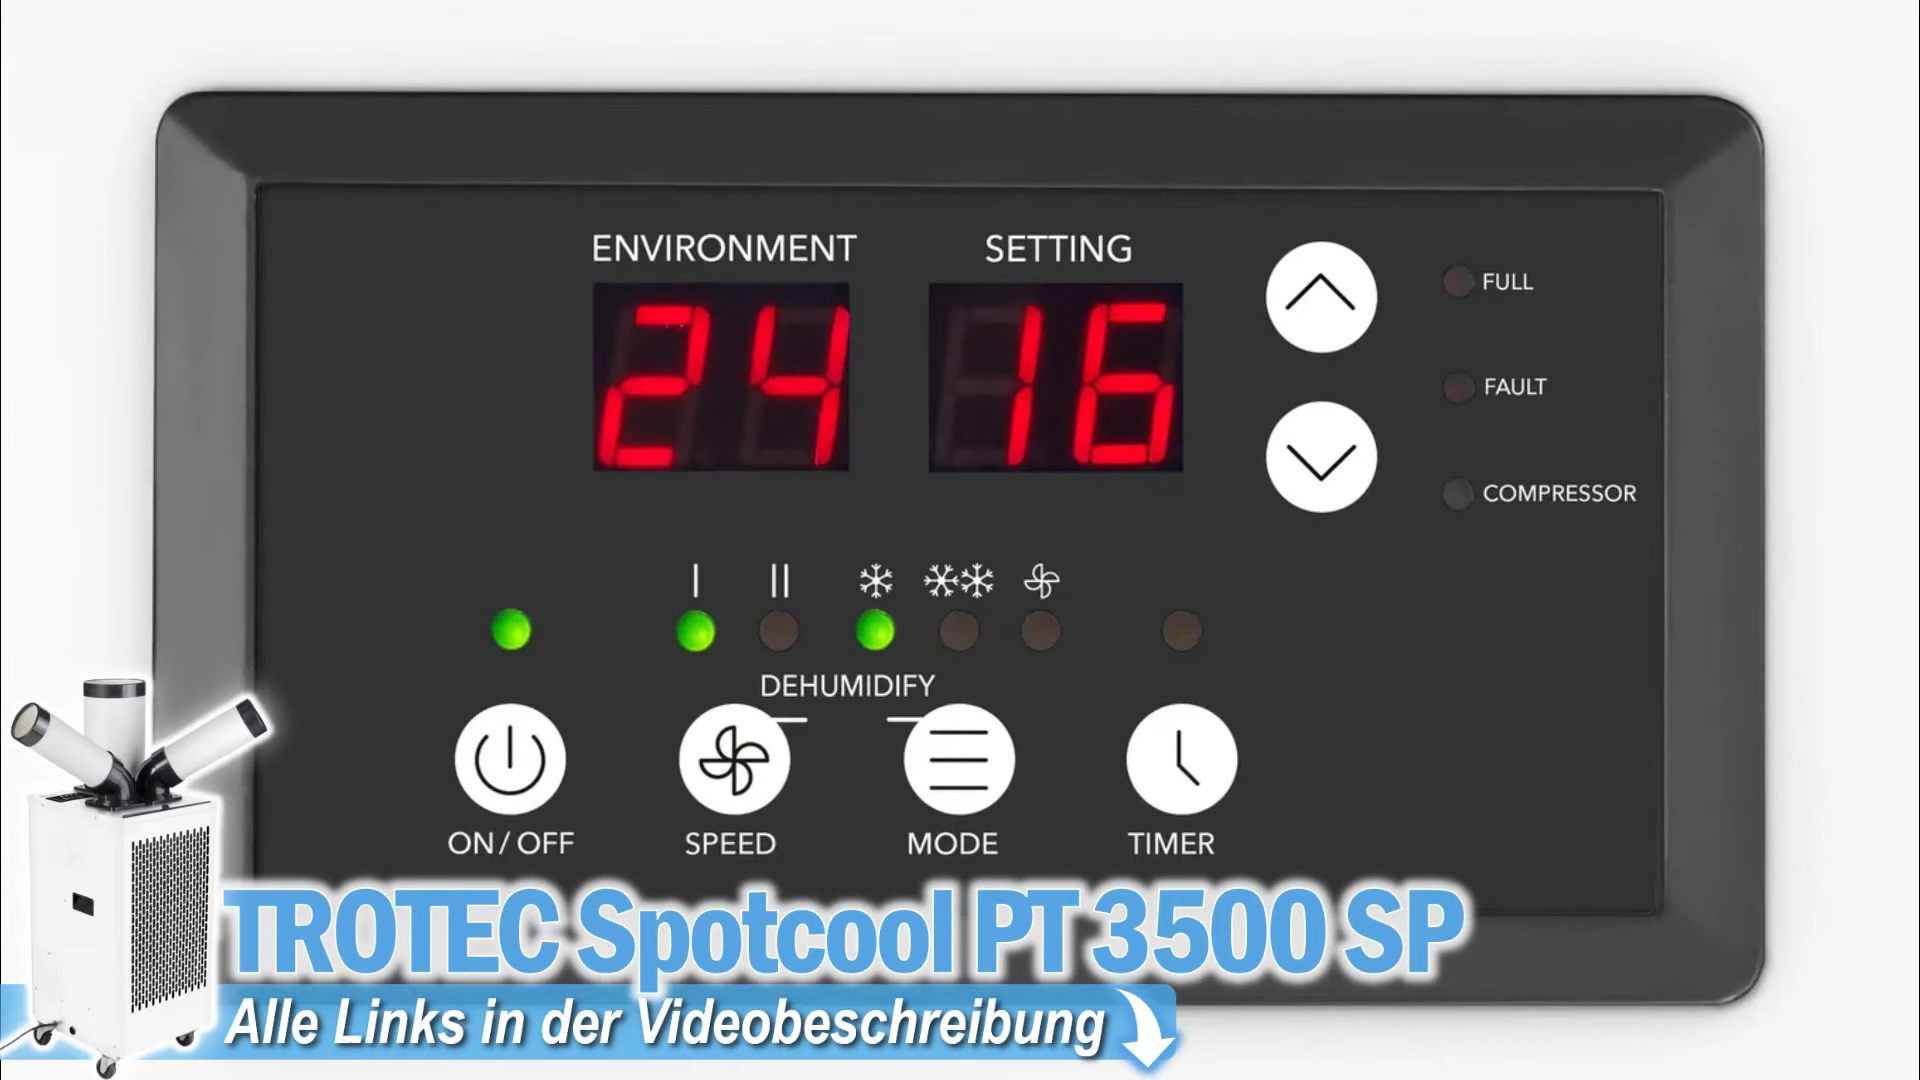 ENVIRONMENT
SETTING
24
16
FULL
FAULT
COMPRESSOR
I II
DEHUMIDIFY
ON / OFF
SPEED
MODE
TIMER
TROTEC Spotcool PT 3500 SP
Alle Links in der Videobeschreibung